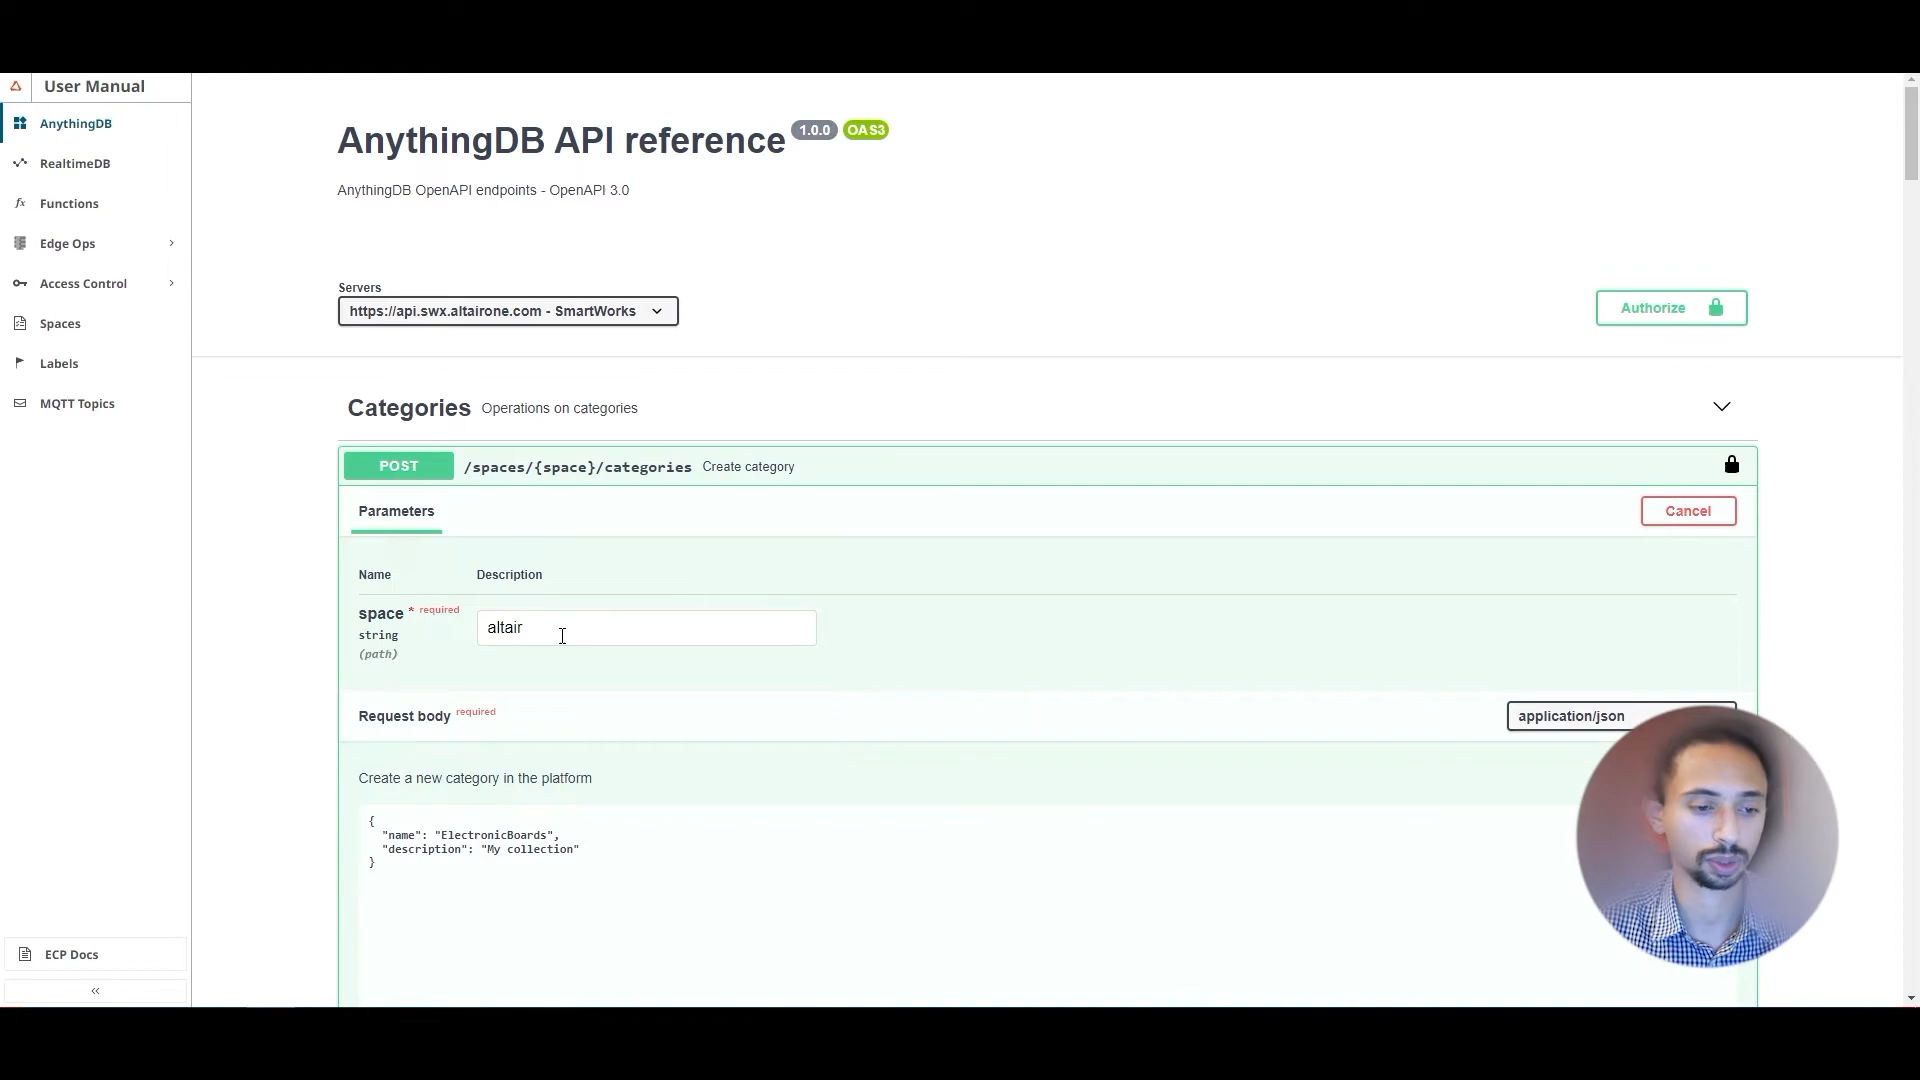 User Manual
AnythingDB
RealtimeDB
Functions
Edge Ops
Access Control
Spaces
Labels
MQTT Topics
ECP Docs
AnythingDB API reference 1.0.0 OAS3
AnythingDB OpenAPI endpoints - OpenAPI 3.0
Servers
https://api.swx.altairone.com - SmartWorks
Authorize
Categories Operations on categories
POST /spaces/{space}/categories Create category
Parameters
Cancel
Name Description
space * required
string
(path)
altair
Request body required
application/json
Create a new category in the platform
{
"name": "ElectronicBoards",
"description": "My collection"
}